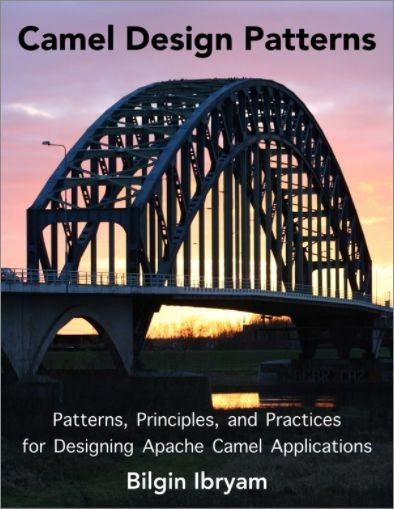 Camel Design Patterns
Patterns, Principles, and Practices
for Designing Apache Camel Applications
Bilgin Ibryam